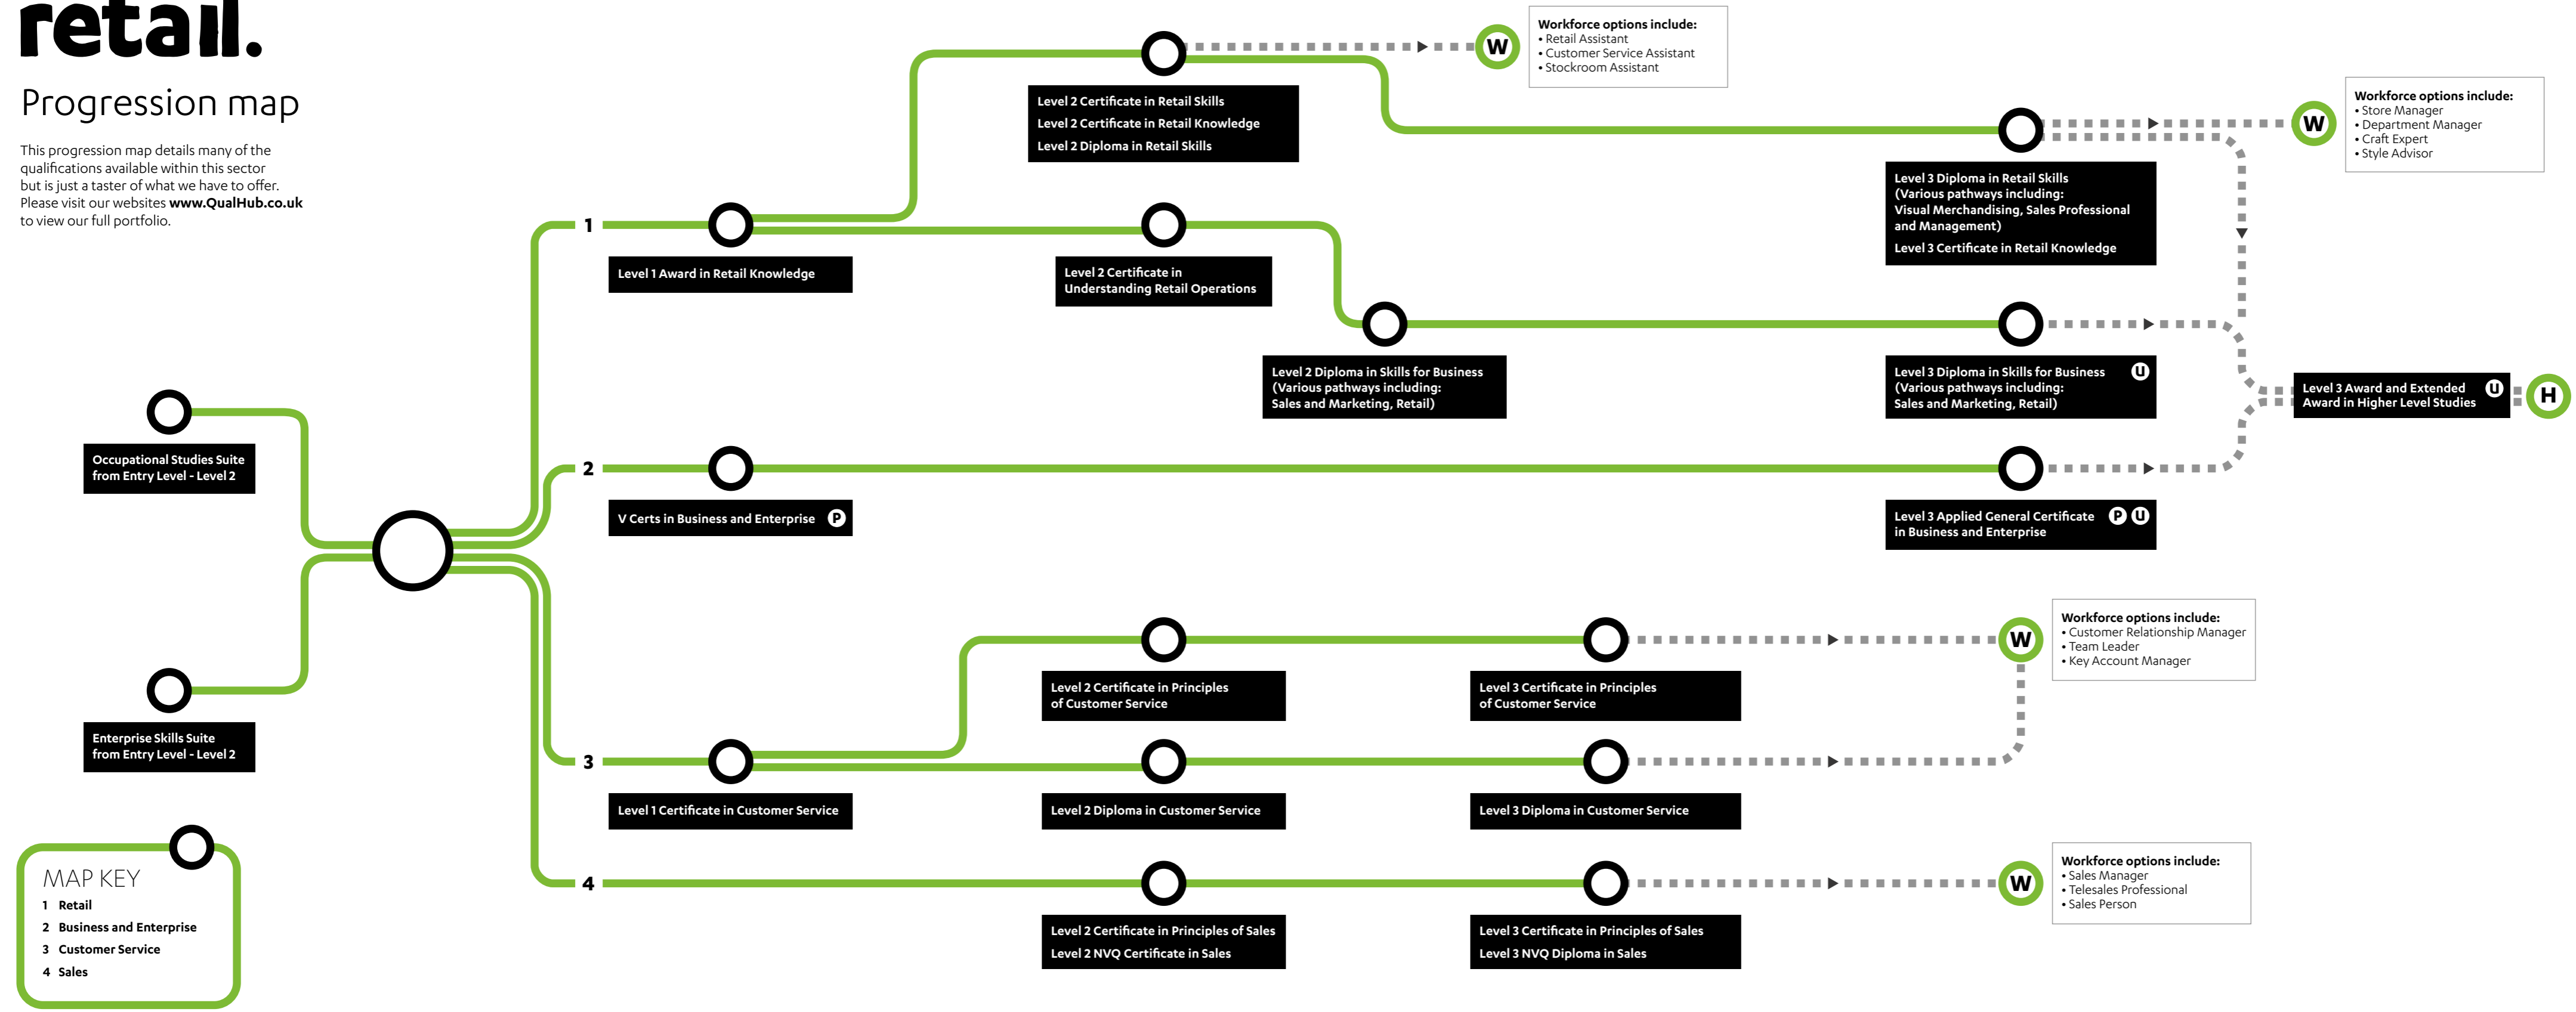 retail.
Progression map
This progression map details many of the
qualifications available within this sector
but is just a taster of what we have to offer.
Please visit our websites www.QualHub.co.uk
to view our full portfolio.
Workforce options include:
• Retail Assistant
• Customer Service Assistant
• Stockroom Assistant
W
Level 2 Certificate in Retail Skills
Level 2 Certificate in Retail Knowledge
Level 2 Diploma in Retail Skills
W
Workforce options include:
• Store Manager
• Department Manager
• Craft Expert
• Style Advisor
Level 3 Diploma in Retail Skills
(Various pathways including:
Visual Merchandising, Sales Professional
and Management)
Level 3 Certificate in Retail Knowledge
1
Level 1 Award in Retail Knowledge
Level 2 Certificate in
Understanding Retail Operations
Level 2 Diploma in Skills for Business
(Various pathways including:
Sales and Marketing, Retail)
Level 3 Diploma in Skills for Business U
(Various pathways including:
Sales and Marketing, Retail)
Level 3 Award and Extended U
Award in Higher Level Studies
H
Occupational Studies Suite
from Entry Level - Level 2
2
V Certs in Business and Enterprise P
Level 3 Applied General Certificate P U
in Business and Enterprise
Enterprise Skills Suite
from Entry Level - Level 2
W
Workforce options include:
• Customer Relationship Manager
• Team Leader
• Key Account Manager
Level 2 Certificate in Principles
of Customer Service
Level 3 Certificate in Principles
of Customer Service
3
Level 1 Certificate in Customer Service
Level 2 Diploma in Customer Service
Level 3 Diploma in Customer Service
4
W
Workforce options include:
• Sales Manager
• Telesales Professional
• Sales Person
Level 2 Certificate in Principles of Sales
Level 2 NVQ Certificate in Sales
Level 3 Certificate in Principles of Sales
Level 3 NVQ Diploma in Sales
MAP KEY
1 Retail
2 Business and Enterprise
3 Customer Service
4 Sales